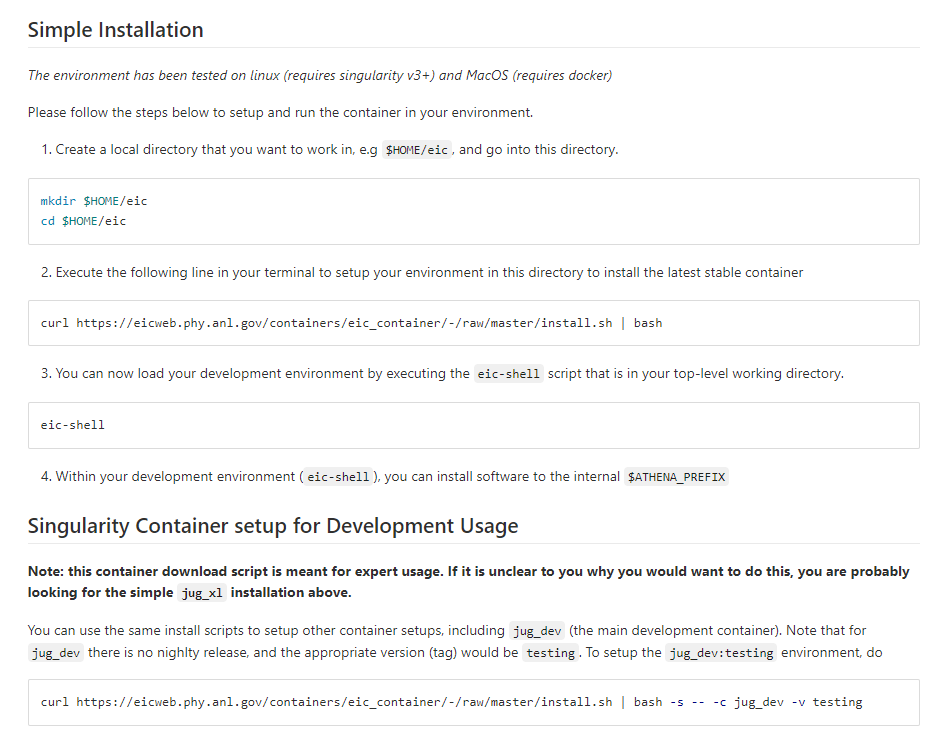 Simple Installation
The environment has been tested on linux (requires singularity v3+) and MacOS (requires docker)
Please follow the steps below to setup and run the container in your environment.
1. Create a local directory that you want to work in, e.g $HOME/eic, and go into this directory.
mkdir $HOME/eic
cd $HOME/eic
2. Execute the following line in your terminal to setup your environment in this directory to install the latest stable container
curl https://eicweb.phy.anl.gov/containers/eic_container/-/raw/master/install.sh | bash
3. You can now load your development environment by executing the eic-shell script that is in your top-level working directory.
eic-shell
4. Within your development environment (eic-shell), you can install software to the internal $ATHENA_PREFIX
Singularity Container setup for Development Usage
Note: this container download script is meant for expert usage. If it is unclear to you why you would want to do this, you are probably
looking for the simple jug_xl installation above.
You can use the same install scripts to setup other container setups, including jug_dev (the main development container). Note that for
jug_dev there is no nighlty release, and the appropriate version (tag) would be testing. To setup the jug_dev:testing environment, do
curl https://eicweb.phy.anl.gov/containers/eic_container/-/raw/master/install.sh | bash -s -- -c jug_dev -v testing